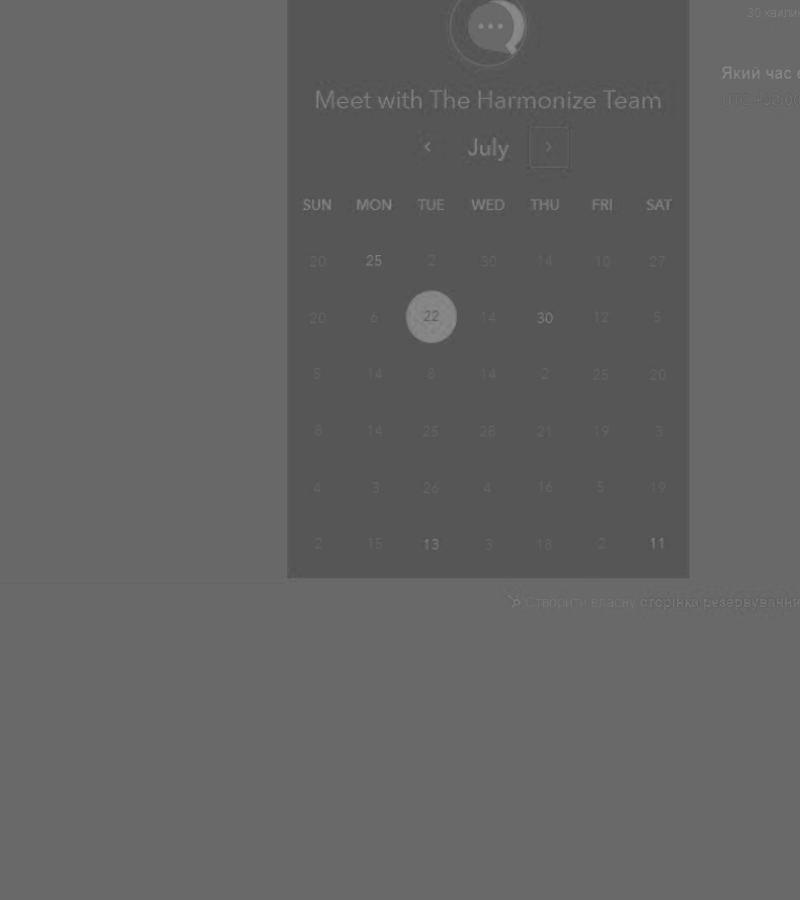 30 хвилин
Meet with The Harmonize Team
Який час
July
SUN MON TUE WED THU FRI SAT
20 25 2 30 14 10 27
20 6 22 14 30 12 5
5 14 8 14 2 25 20
8 14 25 28 21 19 3
4 3 26 4 16 5 19
2 15 13 3 18 2 11
Створити власну сторінку резервування